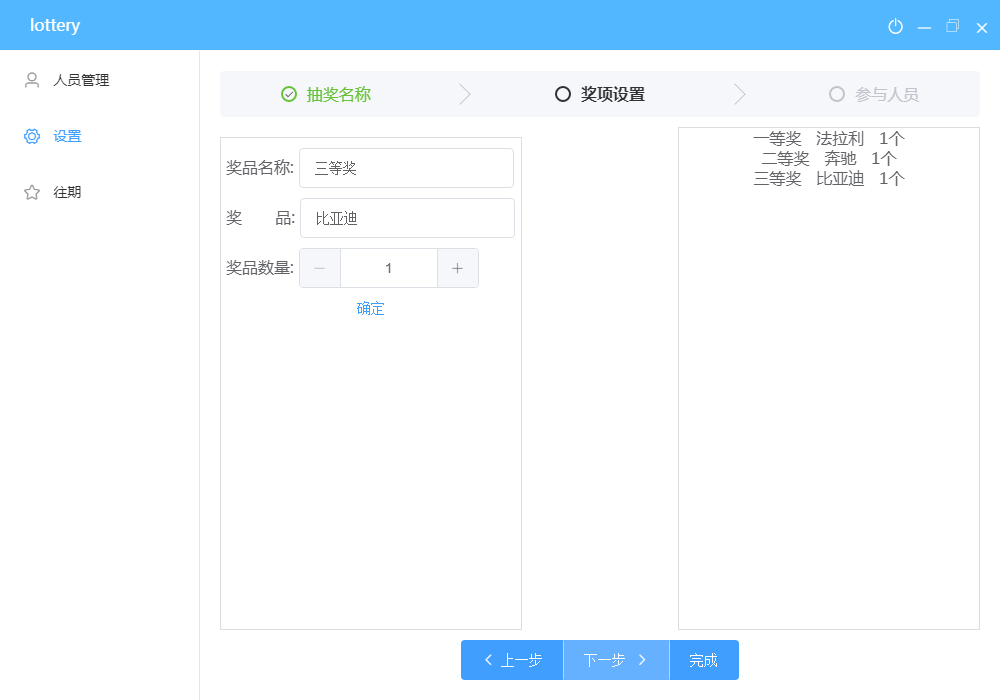 lottery
人员管理
设置
往期
抽奖名称
奖项设置
参与人员
奖品名称: 三等奖
奖 品: 比亚迪
奖品数量: 1
确定
一等奖 法拉利 1个
二等奖 奔驰 1个
三等奖 比亚迪 1个
上一步 下一步 完成